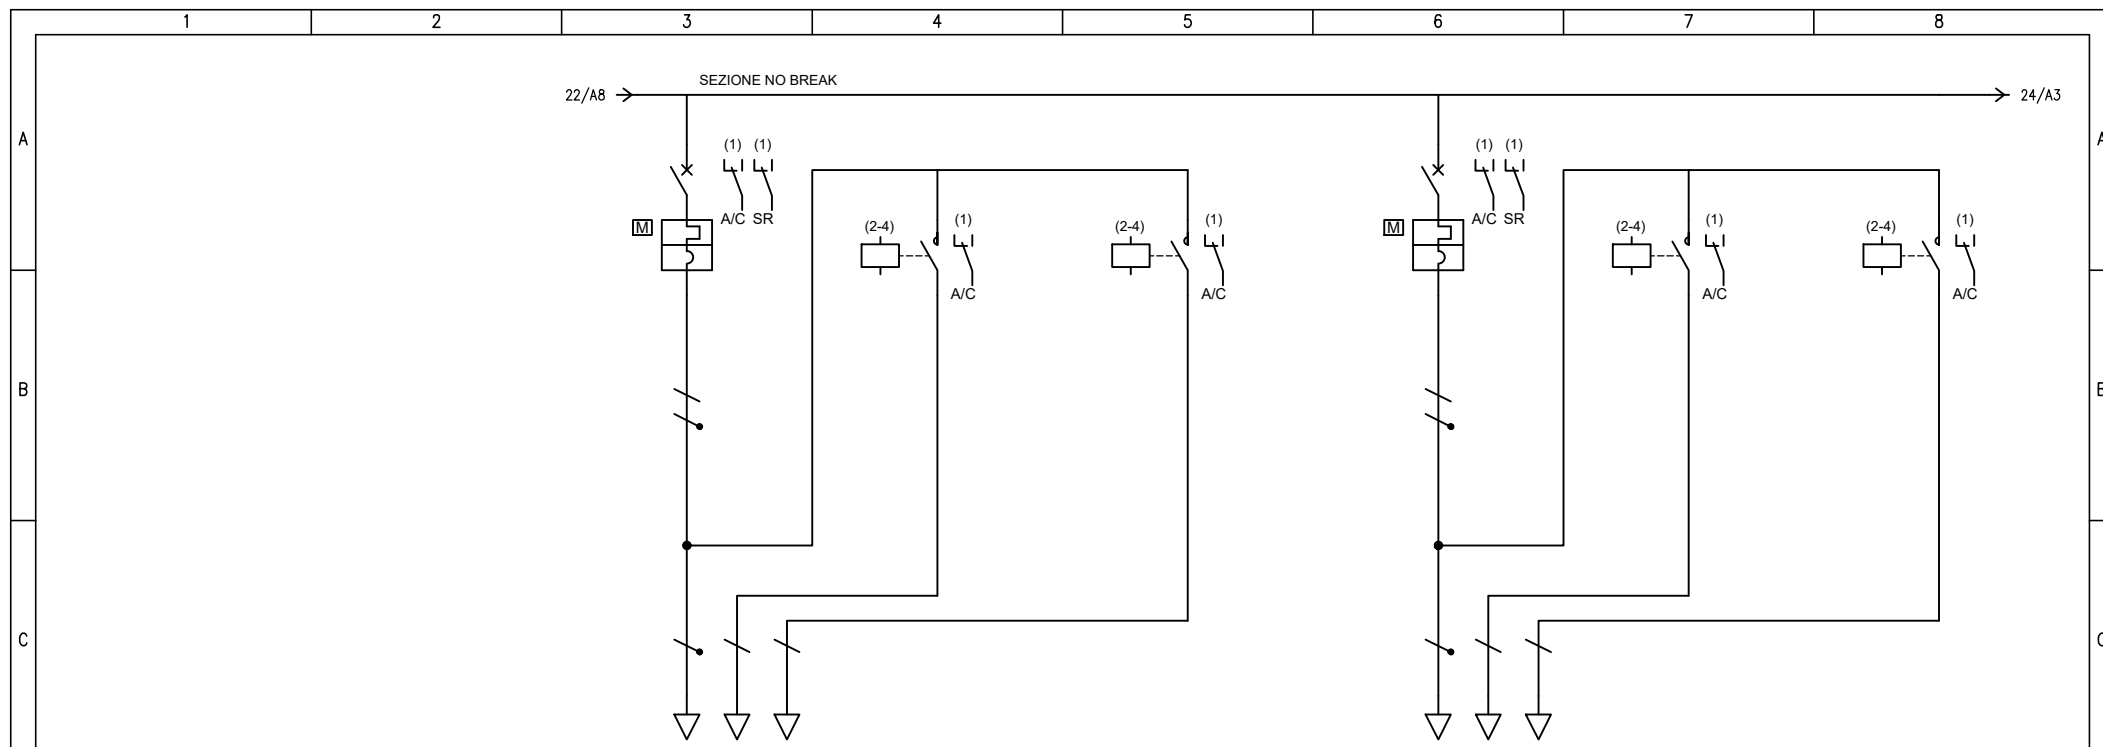 1 2 3 4 5 6 7 8
SEZIONE NO BREAK
22/A8 24/A3
A A
(1) (1) (1) (1)
A/C SR A/C SR
M (2-4) (1) (2-4) (1) M (2-4) (1) (2-4) (1)
A/C A/C A/C A/C
B
C